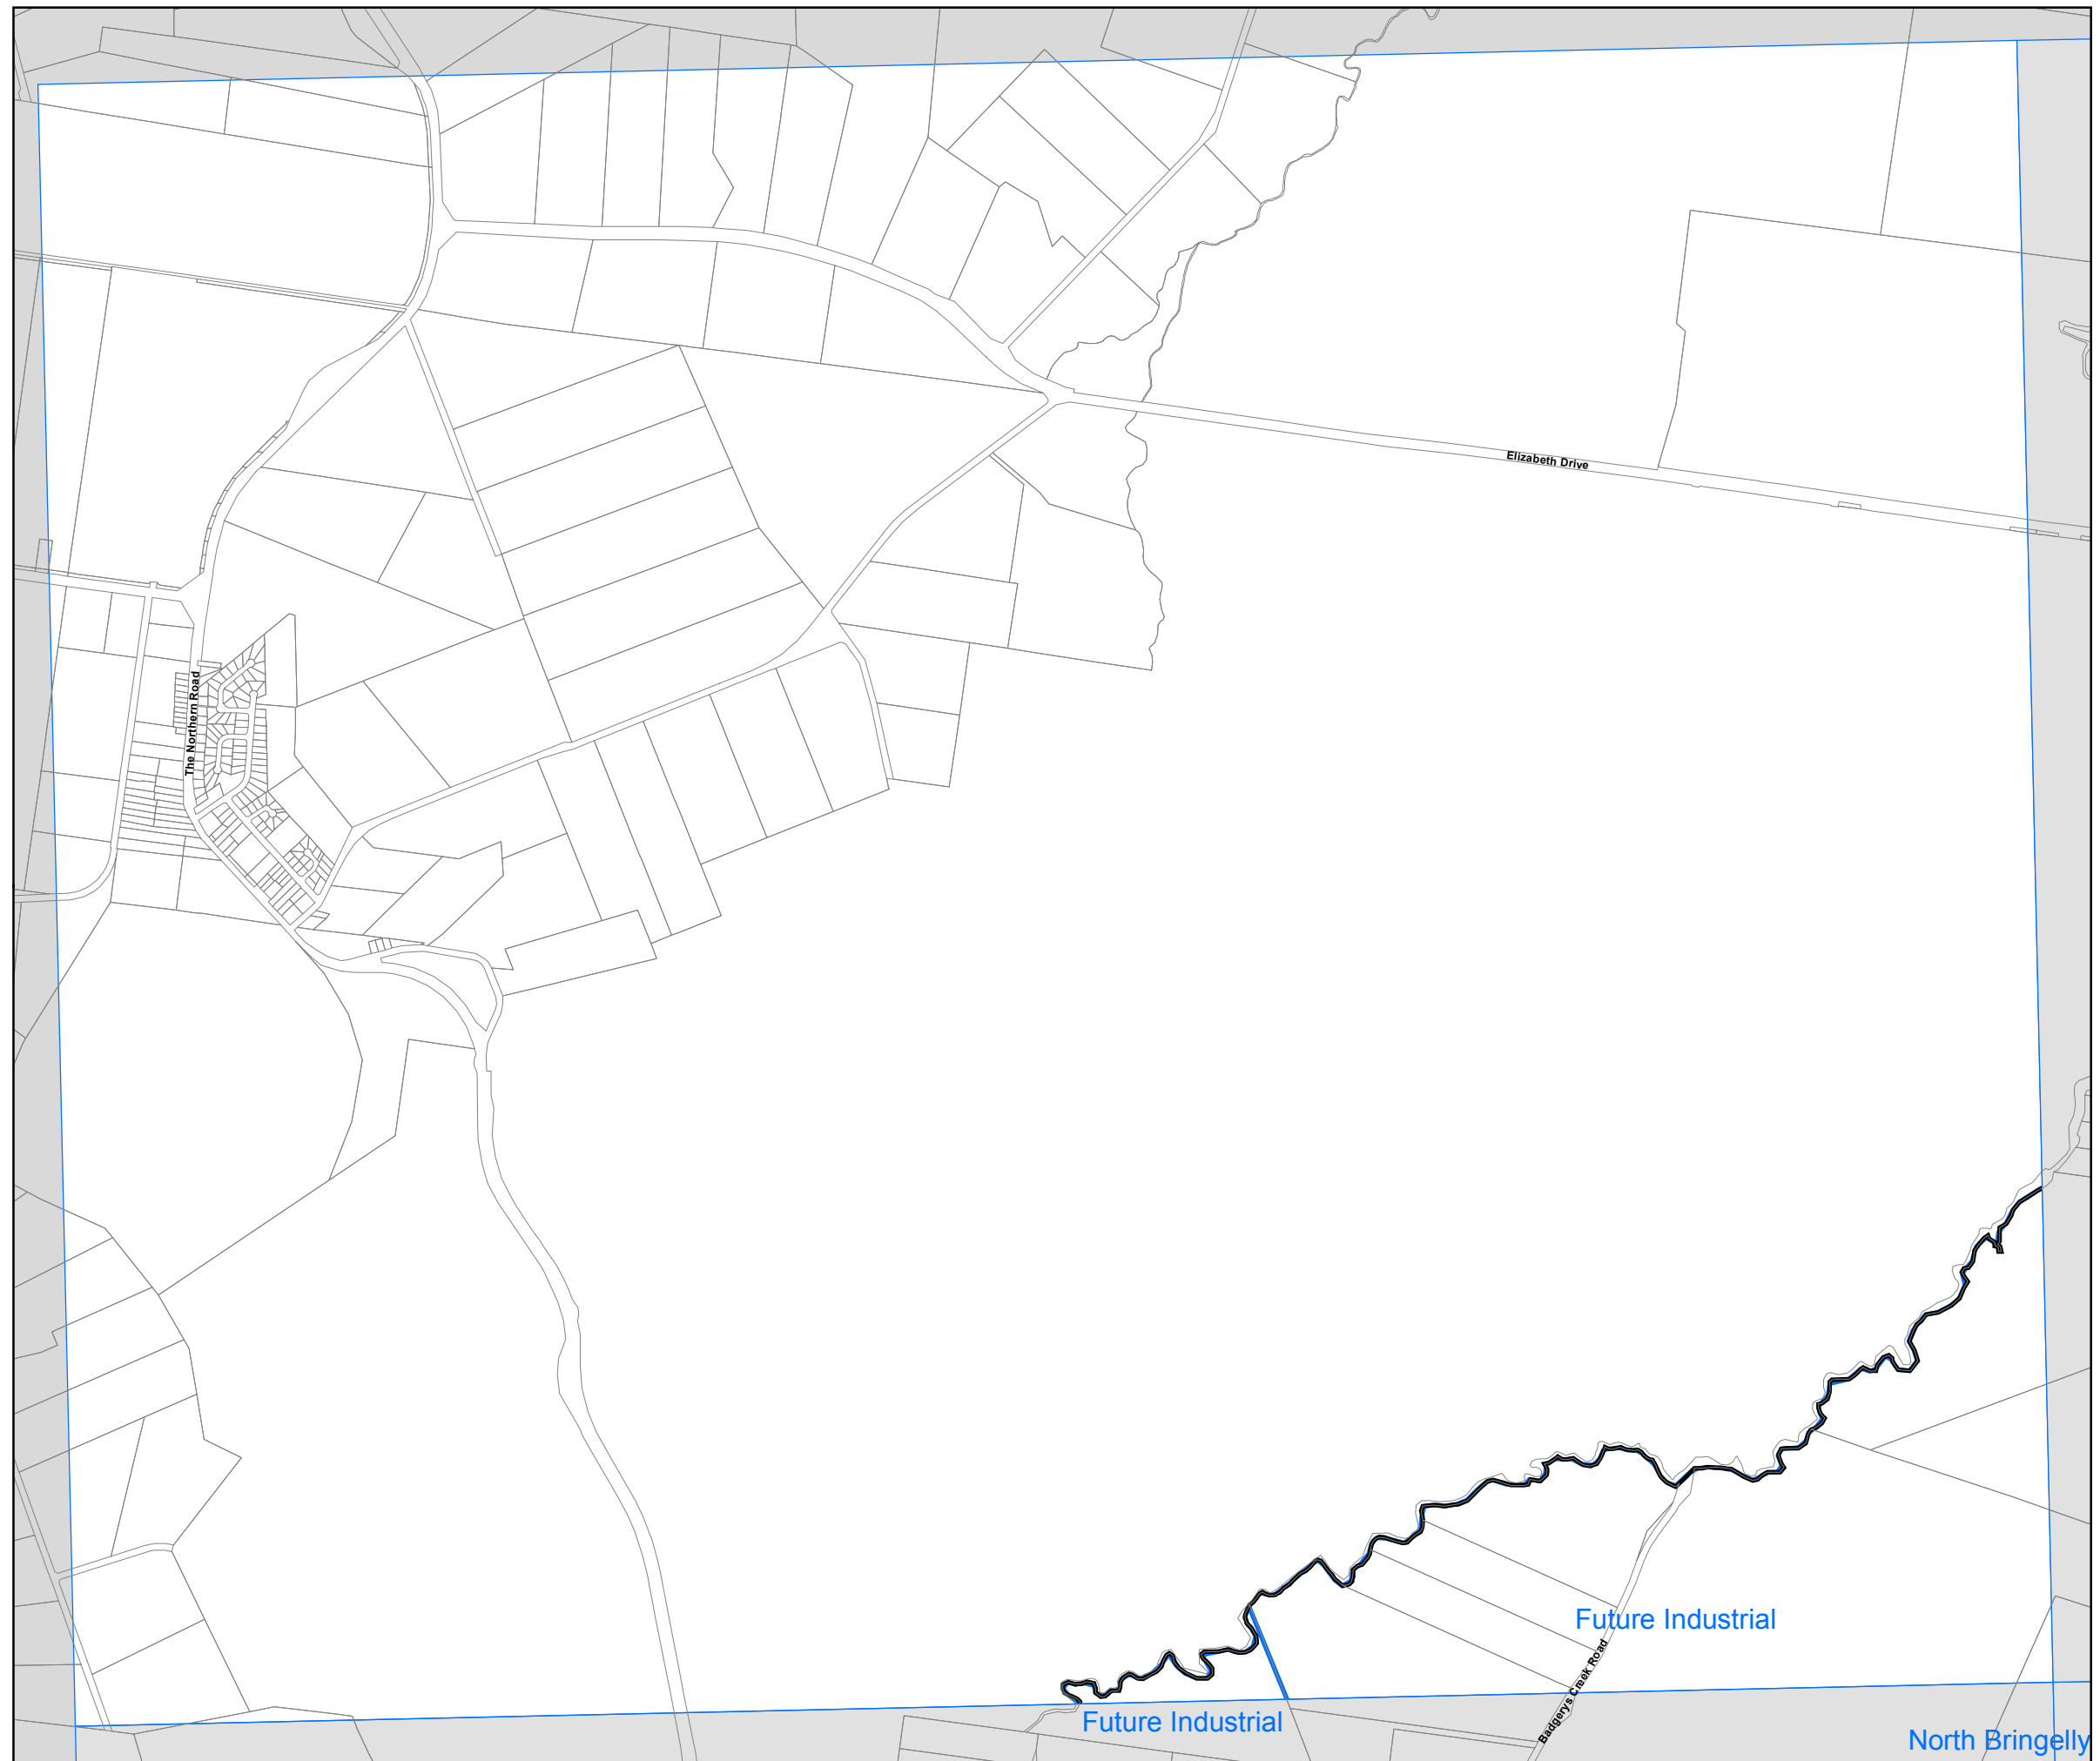 Elizabeth Drive
The Northern Road
Future Industrial
Badgerys Creek Road
Future Industrial
North Bringelly